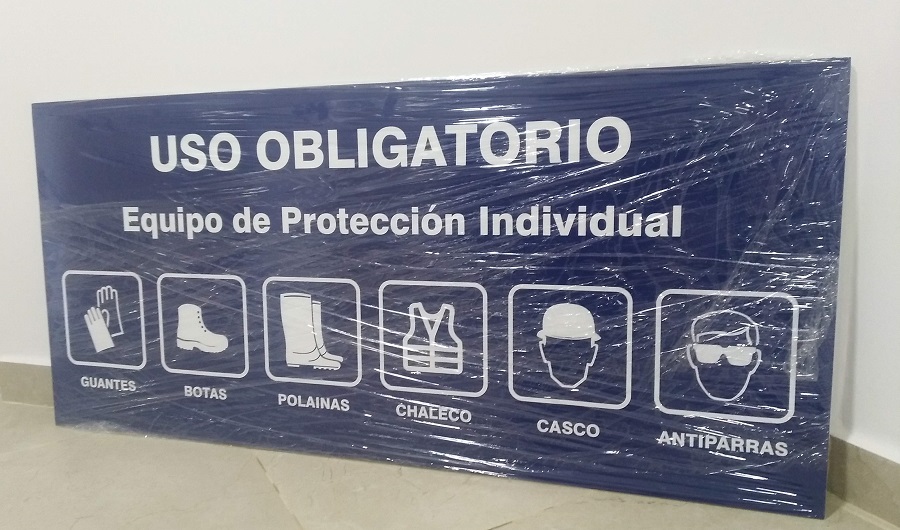 USO OBLIGATORIO
Equipo de Protección Individual
GUANTES
BOTAS
POLAINAS
CHALECO
CASCO
ANTIPARRAS